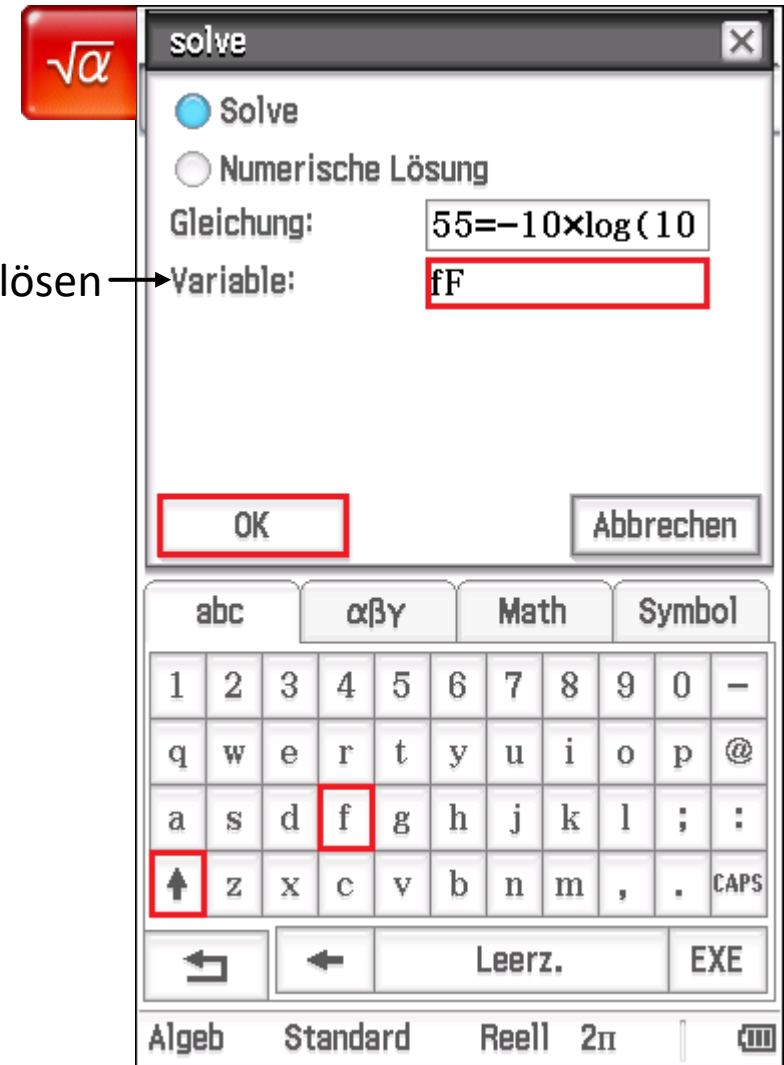 √α
solve
Solve
Numerische Lösung
Gleichung: 55=−10×log(10
lösen Variable: fF
OK Abbrechen
abc αβγ Math Symbol
1 2 3 4 5 6 7 8 9 0 −
q w e r t y u i o p @
a s d f g h j k l ; :
z x c v b n m , . CAPS
Leerz. EXE
Algeb Standard Reell 2π